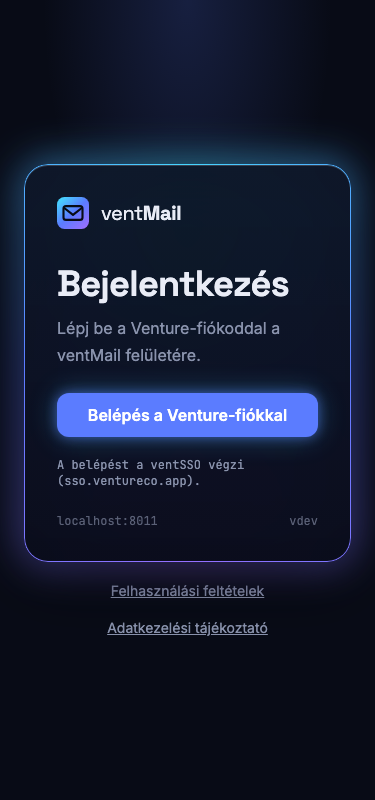 ventMail
Bejelentkezés
Lépj be a Venture-fiókoddal a
ventMail felületére.
Belépés a Venture-fiókkal
A belépést a ventSSO végzi
(sso.ventureco.app).
localhost:8011 vdev
Felhasználási feltételek
Adatkezelési tájékoztató